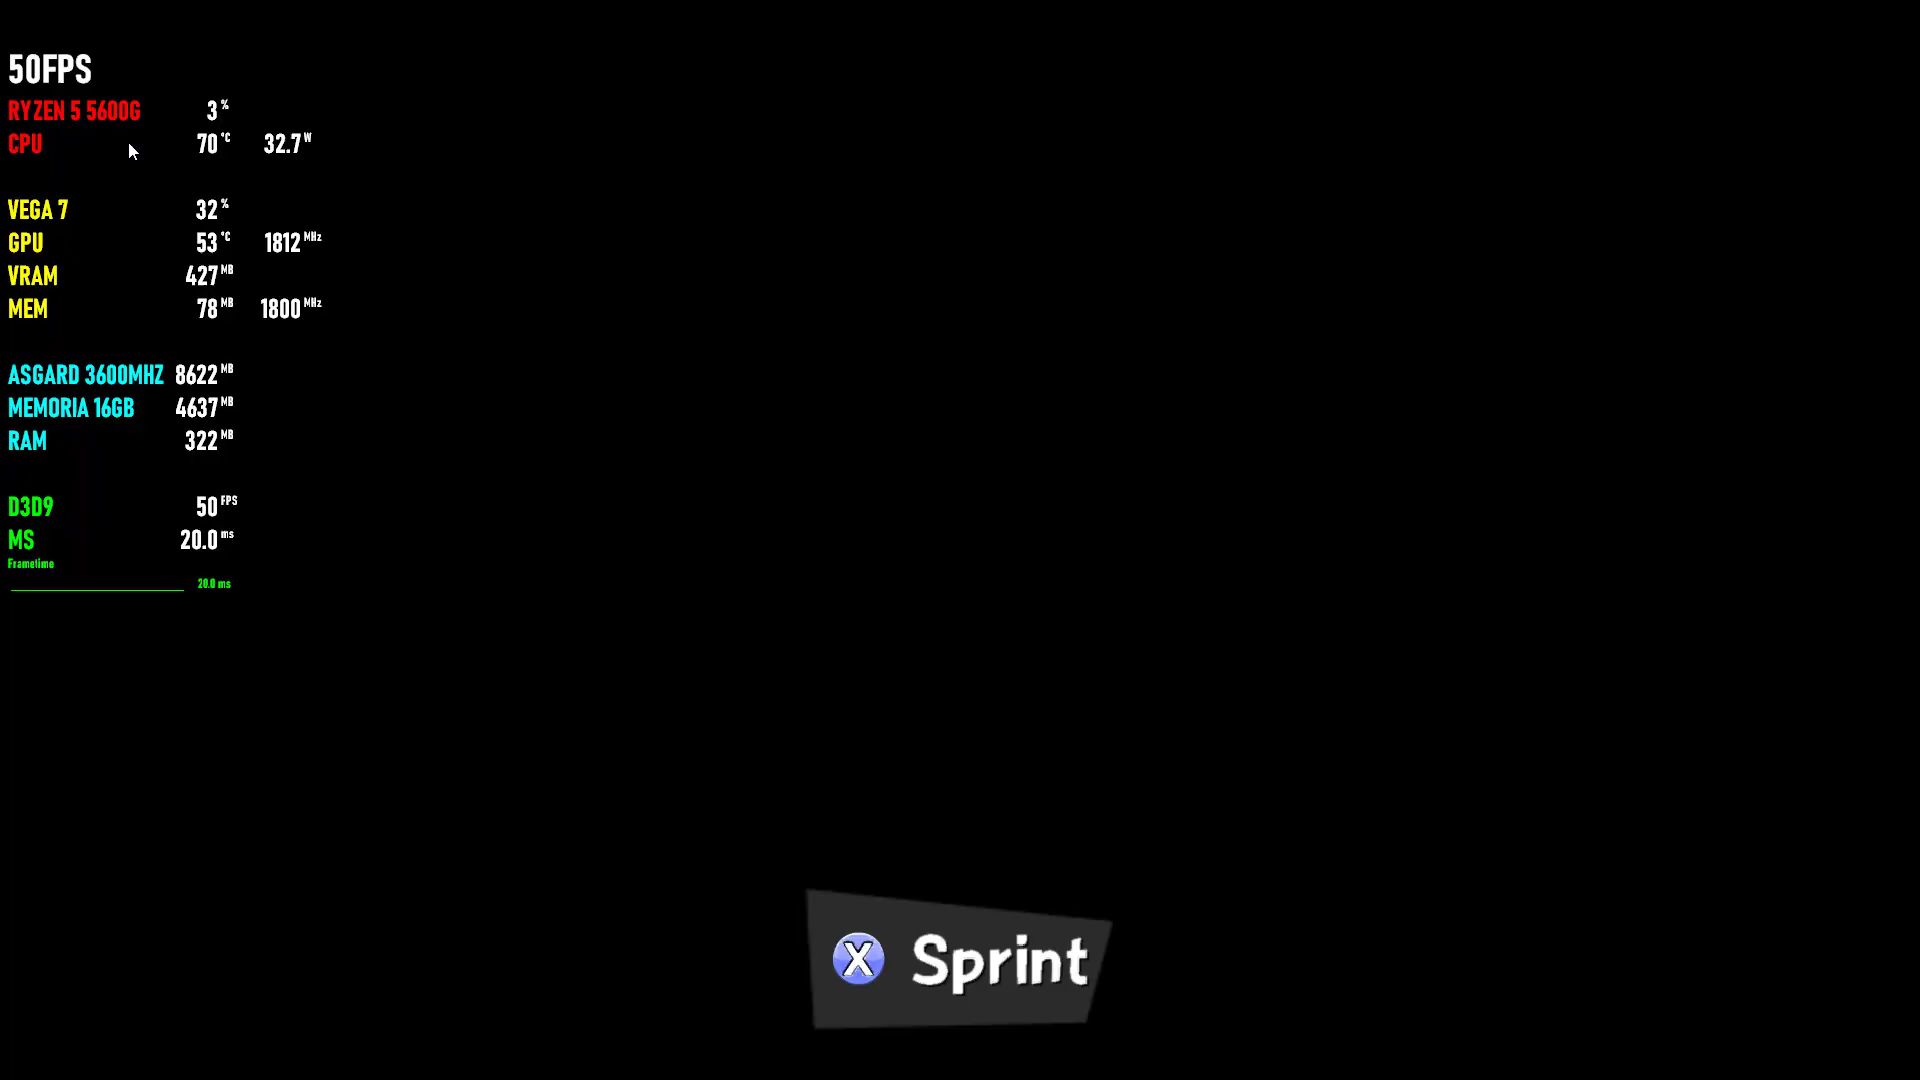 50FPS
RYZEN 5 5600G 3 %
CPU 70 °C 32.7 W
VEGA 7 32 %
GPU 53 °C 1812 MHz
VRAM 427 MB
MEM 78 MB 1800 MHz
ASGARD 3600MHZ 8622 MB
MEMORIA 16GB 4637 MB
RAM 322 MB
D3D9 50 FPS
MS 20.0 ms
Frametime
20.0 ms
X Sprint